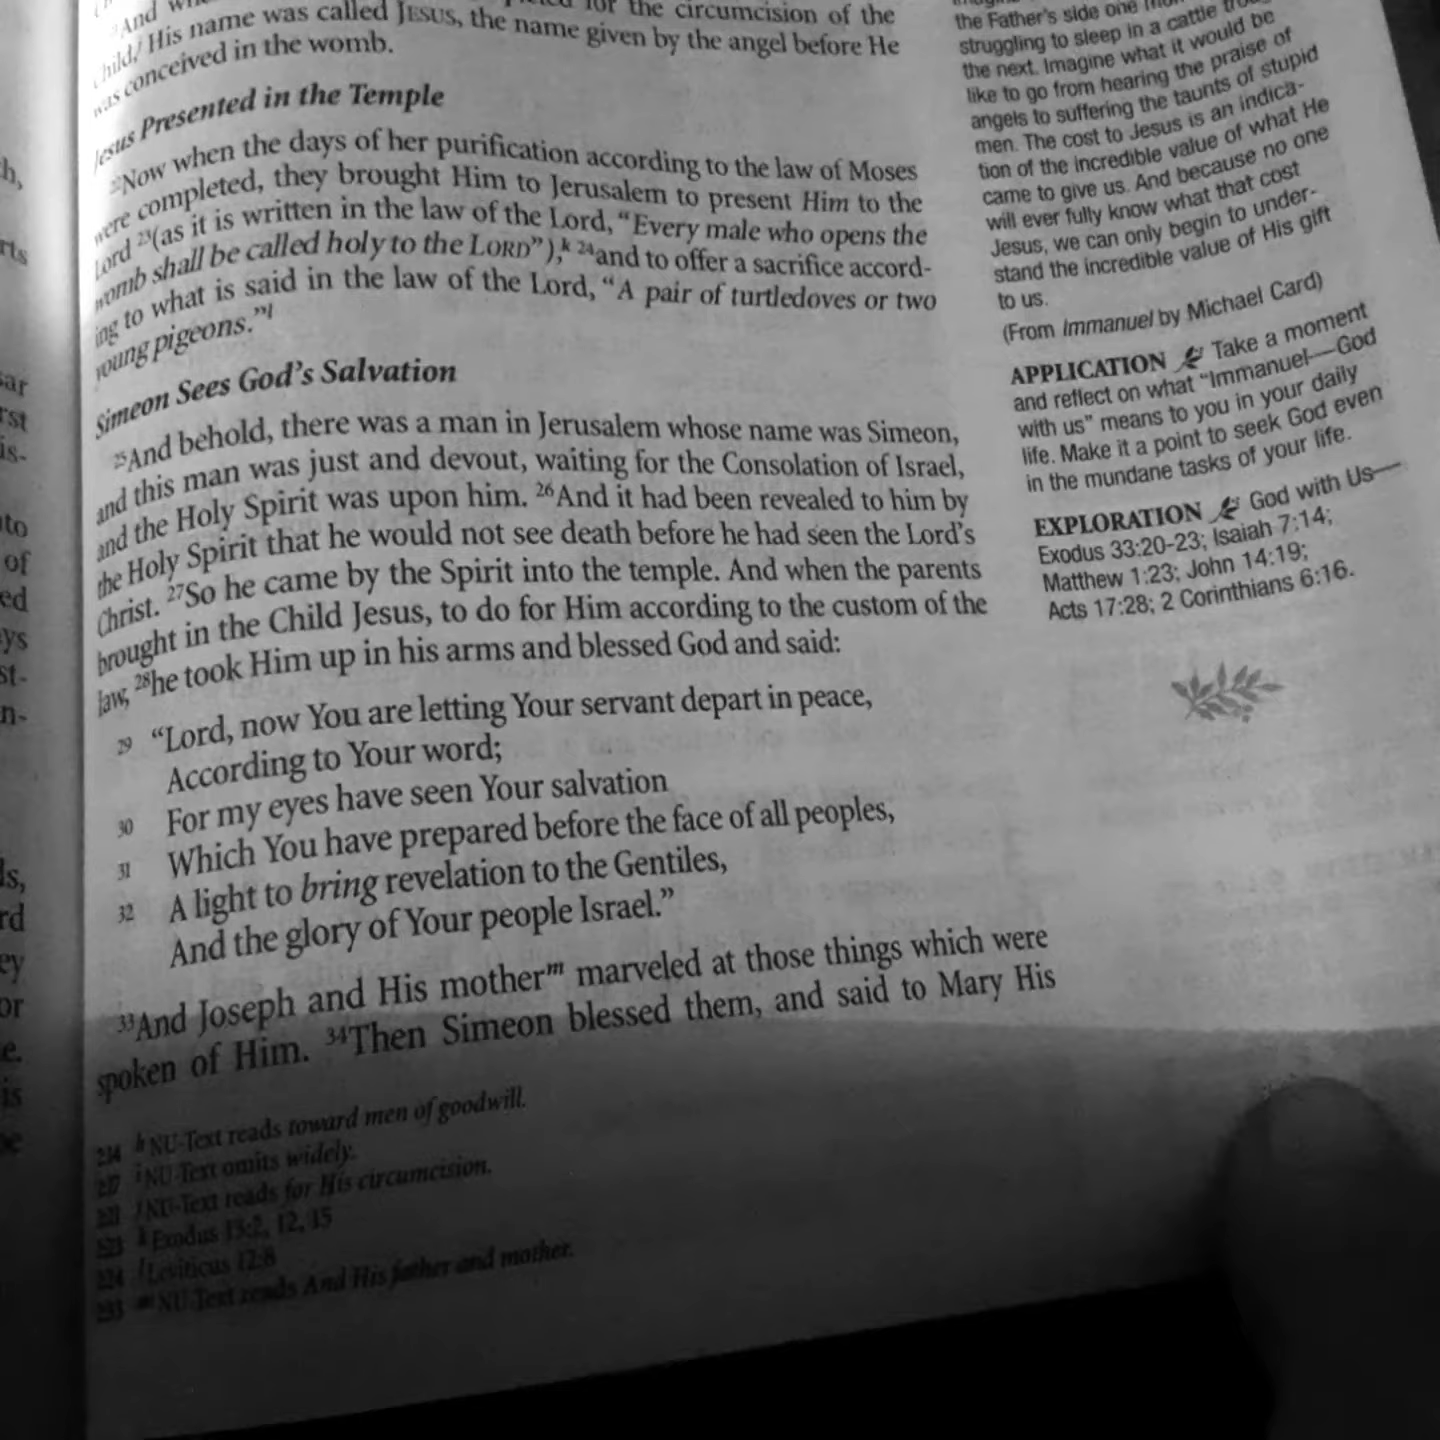 for the circumcision of the
Child, His name was called JESUS, the name given by the angel before He
was conceived in the womb.
Jesus Presented in the Temple
22Now when the days of her purification according to the law of Moses
were completed, they brought Him to Jerusalem to present Him to the
Lord 23(as it is written in the law of the Lord, “Every male who opens the
womb shall be called holy to the LORD”),k 24and to offer a sacrifice accord-
ing to what is said in the law of the Lord, “A pair of turtledoves or two
young pigeons.”l
Simeon Sees God’s Salvation
25And behold, there was a man in Jerusalem whose name was Simeon,
and this man was just and devout, waiting for the Consolation of Israel,
and the Holy Spirit was upon him. 26And it had been revealed to him by
the Holy Spirit that he would not see death before he had seen the Lord’s
Christ. 27So he came by the Spirit into the temple. And when the parents
brought in the Child Jesus, to do for Him according to the custom of the
law, 28he took Him up in his arms and blessed God and said:
29 “Lord, now You are letting Your servant depart in peace,
According to Your word;
30 For my eyes have seen Your salvation
31 Which You have prepared before the face of all peoples,
32 A light to bring revelation to the Gentiles,
And the glory of Your people Israel.”
33And Joseph and His motherm marveled at those things which were
spoken of Him. 34Then Simeon blessed them, and said to Mary His
2:14 h NU-Text reads toward men of goodwill.
i NU-Text omits widely.
j NU-Text reads for His circumcision.
k Exodus 13:2, 12, 15
l Leviticus 12:8
m NU-Text reads And His father and mother.
the Father’s side one
struggling to sleep in a cattle
the next. Imagine what it would be
like to go from hearing the praise of
angels to suffering the taunts of stupid
men. The cost to Jesus is an indica-
tion of the incredible value of what He
came to give us. And because no one
will ever fully know what that cost
Jesus, we can only begin to under-
stand the incredible value of His gift
to us.
(From Immanuel by Michael Card)
APPLICATION Take a moment
and reflect on what “Immanuel—God
with us” means to you in your daily
life. Make it a point to seek God even
in the mundane tasks of your life.
EXPLORATION God with Us—
Exodus 33:20-23; Isaiah 7:14;
Matthew 1:23; John 14:19;
Acts 17:28; 2 Corinthians 6:16.